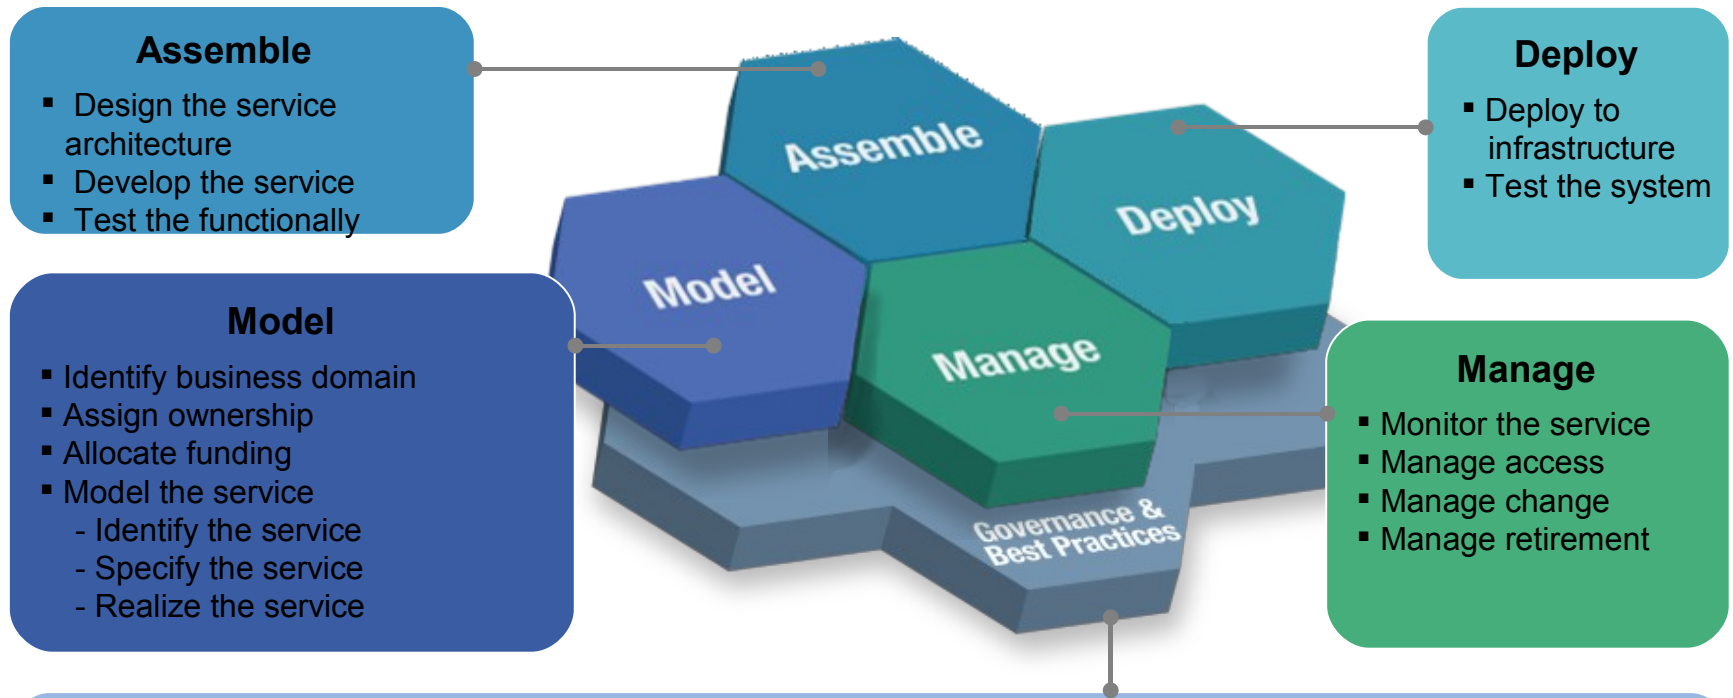 Assemble
▪ Design the service
architecture
▪ Develop the service
▪ Test the functionally
Deploy
▪ Deploy to
infrastructure
▪ Test the system
Model
▪ Identify business domain
▪ Assign ownership
▪ Allocate funding
▪ Model the service
- Identify the service
- Specify the service
- Realize the service
Manage
▪ Monitor the service
▪ Manage access
▪ Manage change
▪ Manage retirement
Assemble
Deploy
Model
Manage
Governance &
Best Practices